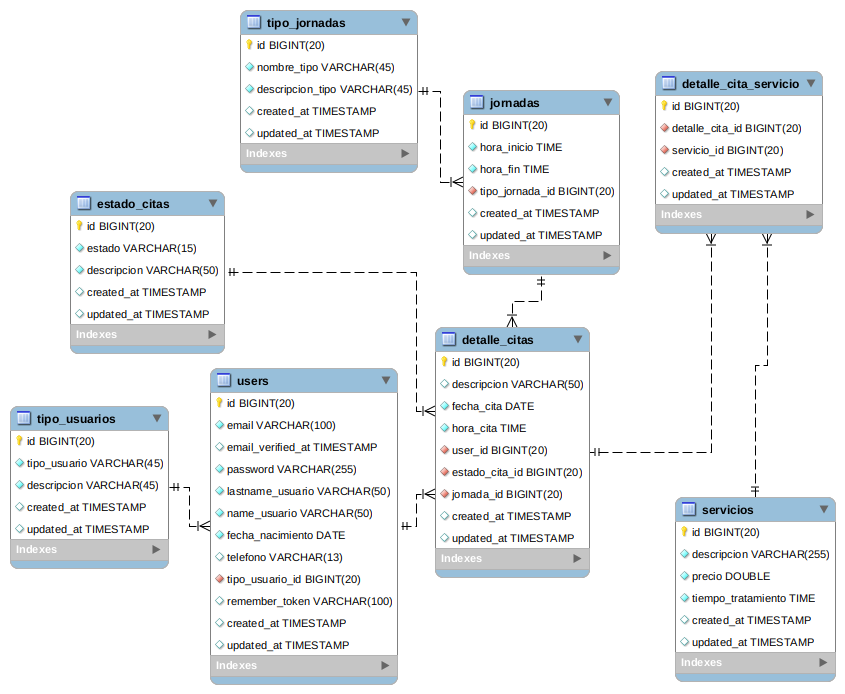 tipo_jornadas
id BIGINT(20)
nombre_tipo VARCHAR(45)
descripcion_tipo VARCHAR(45)
created_at TIMESTAMP
updated_at TIMESTAMP
Indexes
jornadas
id BIGINT(20)
hora_inicio TIME
hora_fin TIME
tipo_jornada_id BIGINT(20)
created_at TIMESTAMP
updated_at TIMESTAMP
Indexes
detalle_cita_servicio
id BIGINT(20)
detalle_cita_id BIGINT(20)
servicio_id BIGINT(20)
created_at TIMESTAMP
updated_at TIMESTAMP
Indexes
estado_citas
id BIGINT(20)
estado VARCHAR(15)
descripcion VARCHAR(50)
created_at TIMESTAMP
updated_at TIMESTAMP
Indexes
tipo_usuarios
id BIGINT(20)
tipo_usuario VARCHAR(45)
descripcion VARCHAR(45)
created_at TIMESTAMP
updated_at TIMESTAMP
Indexes
users
id BIGINT(20)
email VARCHAR(100)
email_verified_at TIMESTAMP
password VARCHAR(255)
lastname_usuario VARCHAR(50)
name_usuario VARCHAR(50)
fecha_nacimiento DATE
telefono VARCHAR(13)
tipo_usuario_id BIGINT(20)
remember_token VARCHAR(100)
created_at TIMESTAMP
updated_at TIMESTAMP
Indexes
detalle_citas
id BIGINT(20)
descripcion VARCHAR(50)
fecha_cita DATE
hora_cita TIME
user_id BIGINT(20)
estado_cita_id BIGINT(20)
jornada_id BIGINT(20)
created_at TIMESTAMP
updated_at TIMESTAMP
Indexes
servicios
id BIGINT(20)
descripcion VARCHAR(255)
precio DOUBLE
tiempo_tratamiento TIME
created_at TIMESTAMP
updated_at TIMESTAMP
Indexes